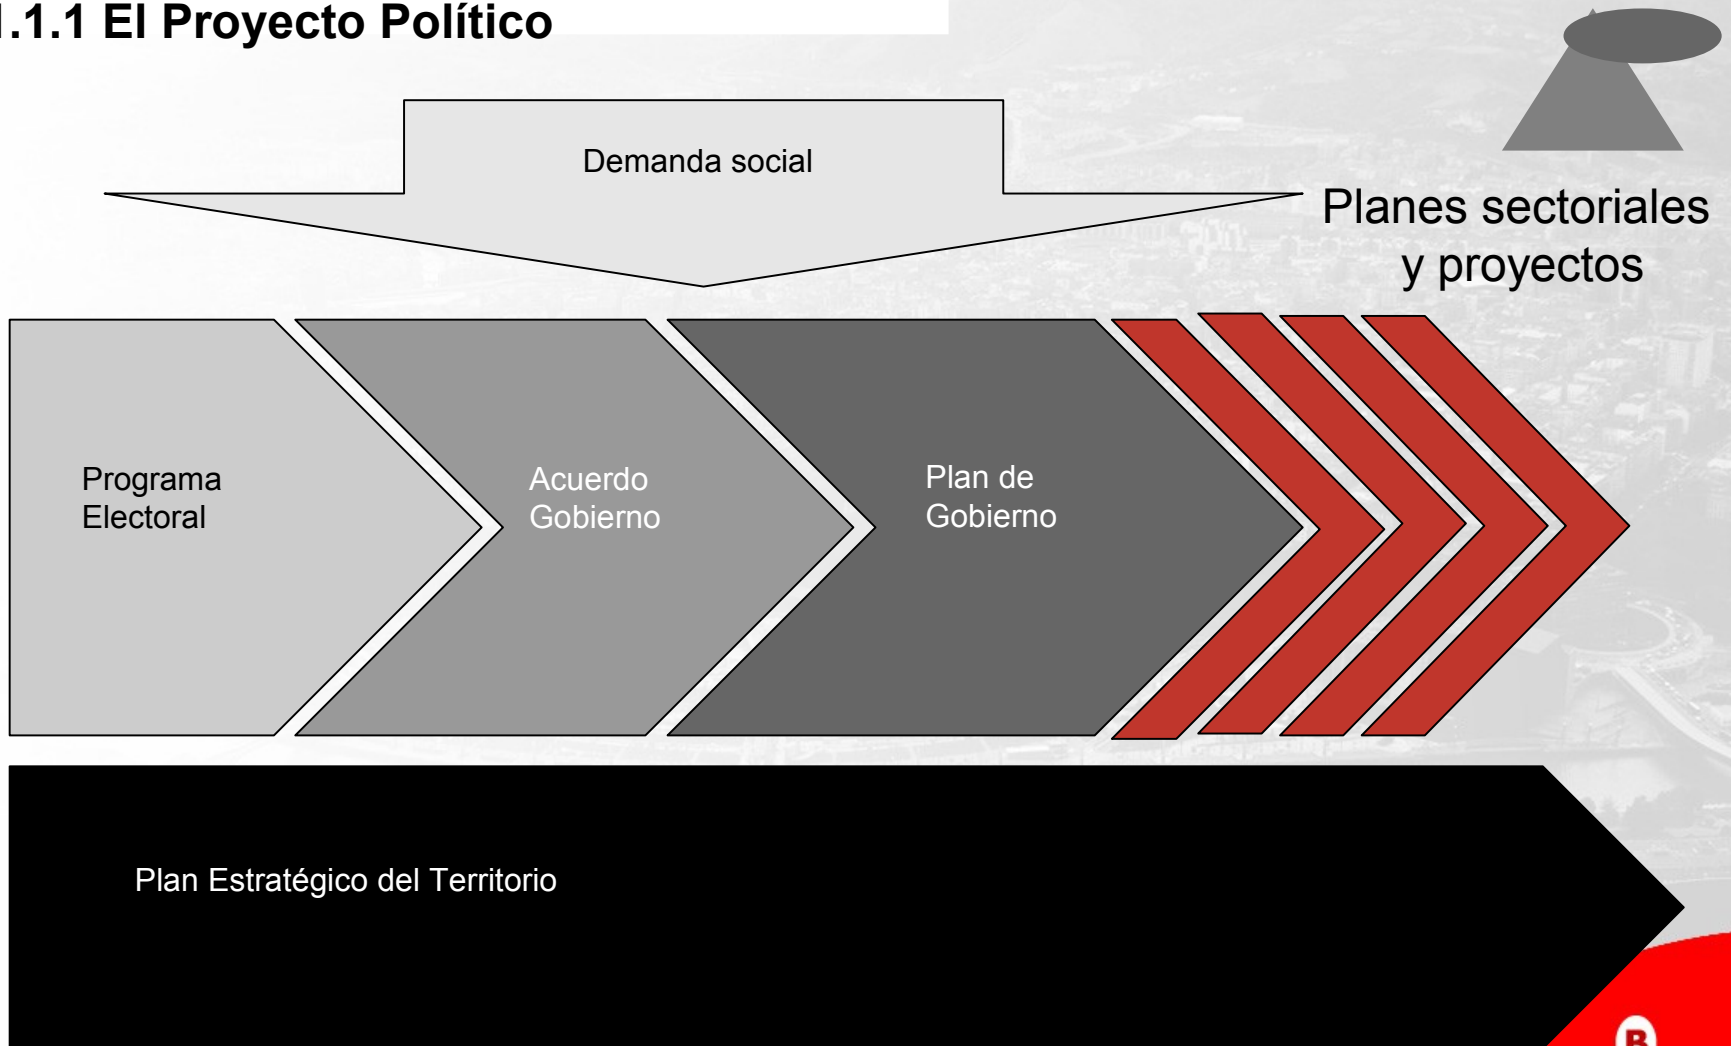 .1.1 El Proyecto Político
Demanda social
Planes sectoriales
y proyectos
Programa
Electoral
Acuerdo
Gobierno
Plan de
Gobierno
Plan Estratégico del Territorio
B